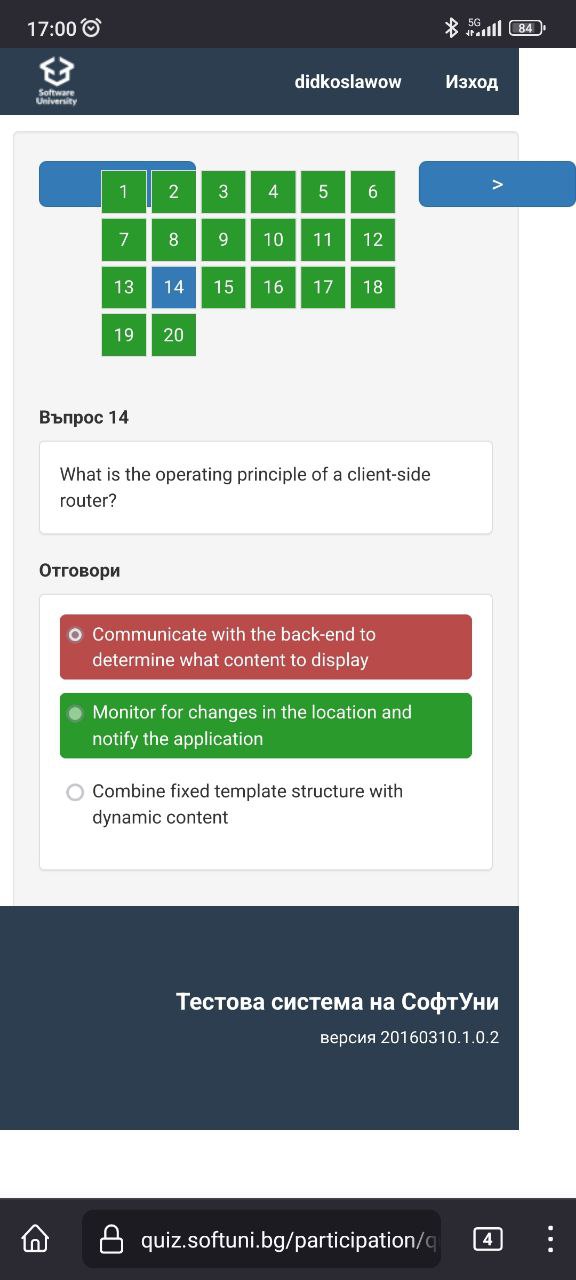 17:00
5G
84
Software
University
didkoslawow
Изход
>
1 2 3 4 5 6
7 8 9 10 11 12
13 14 15 16 17 18
19 20
Въпрос 14
What is the operating principle of a client-side
router?
Отговори
Communicate with the back-end to
determine what content to display
Monitor for changes in the location and
notify the application
Combine fixed template structure with
dynamic content
Тестова система на СофтУни
версия 20160310.1.0.2
quiz.softuni.bg/participation/q
4